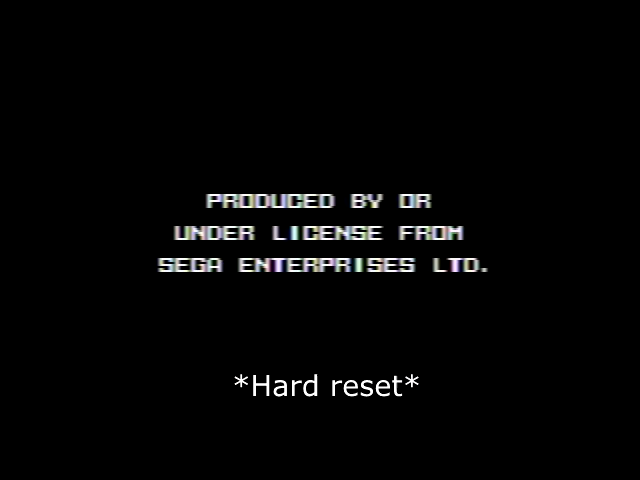 PRODUCED BY OR
UNDER LICENSE FROM
SEGA ENTERPRISES LTD.
*Hard reset*